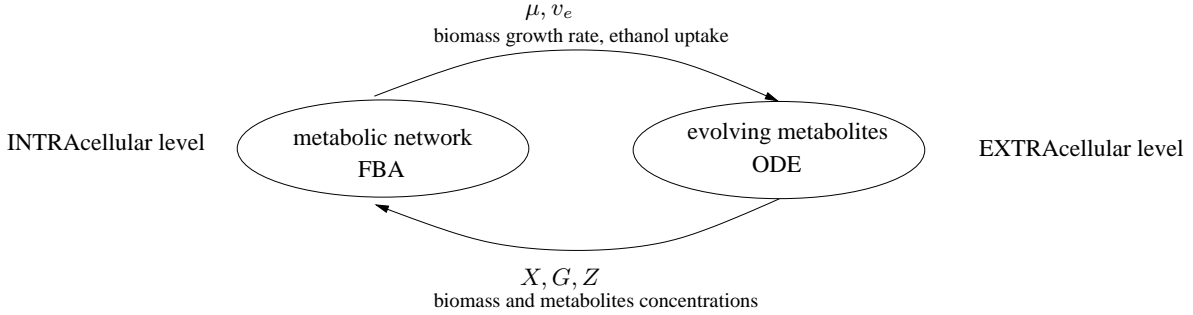 μ, v_e
biomass growth rate, ethanol uptake
INTRAcellular level
metabolic network
FBA
evolving metabolites
ODE
EXTRAcellular level
X, G, Z
biomass and metabolites concentrations